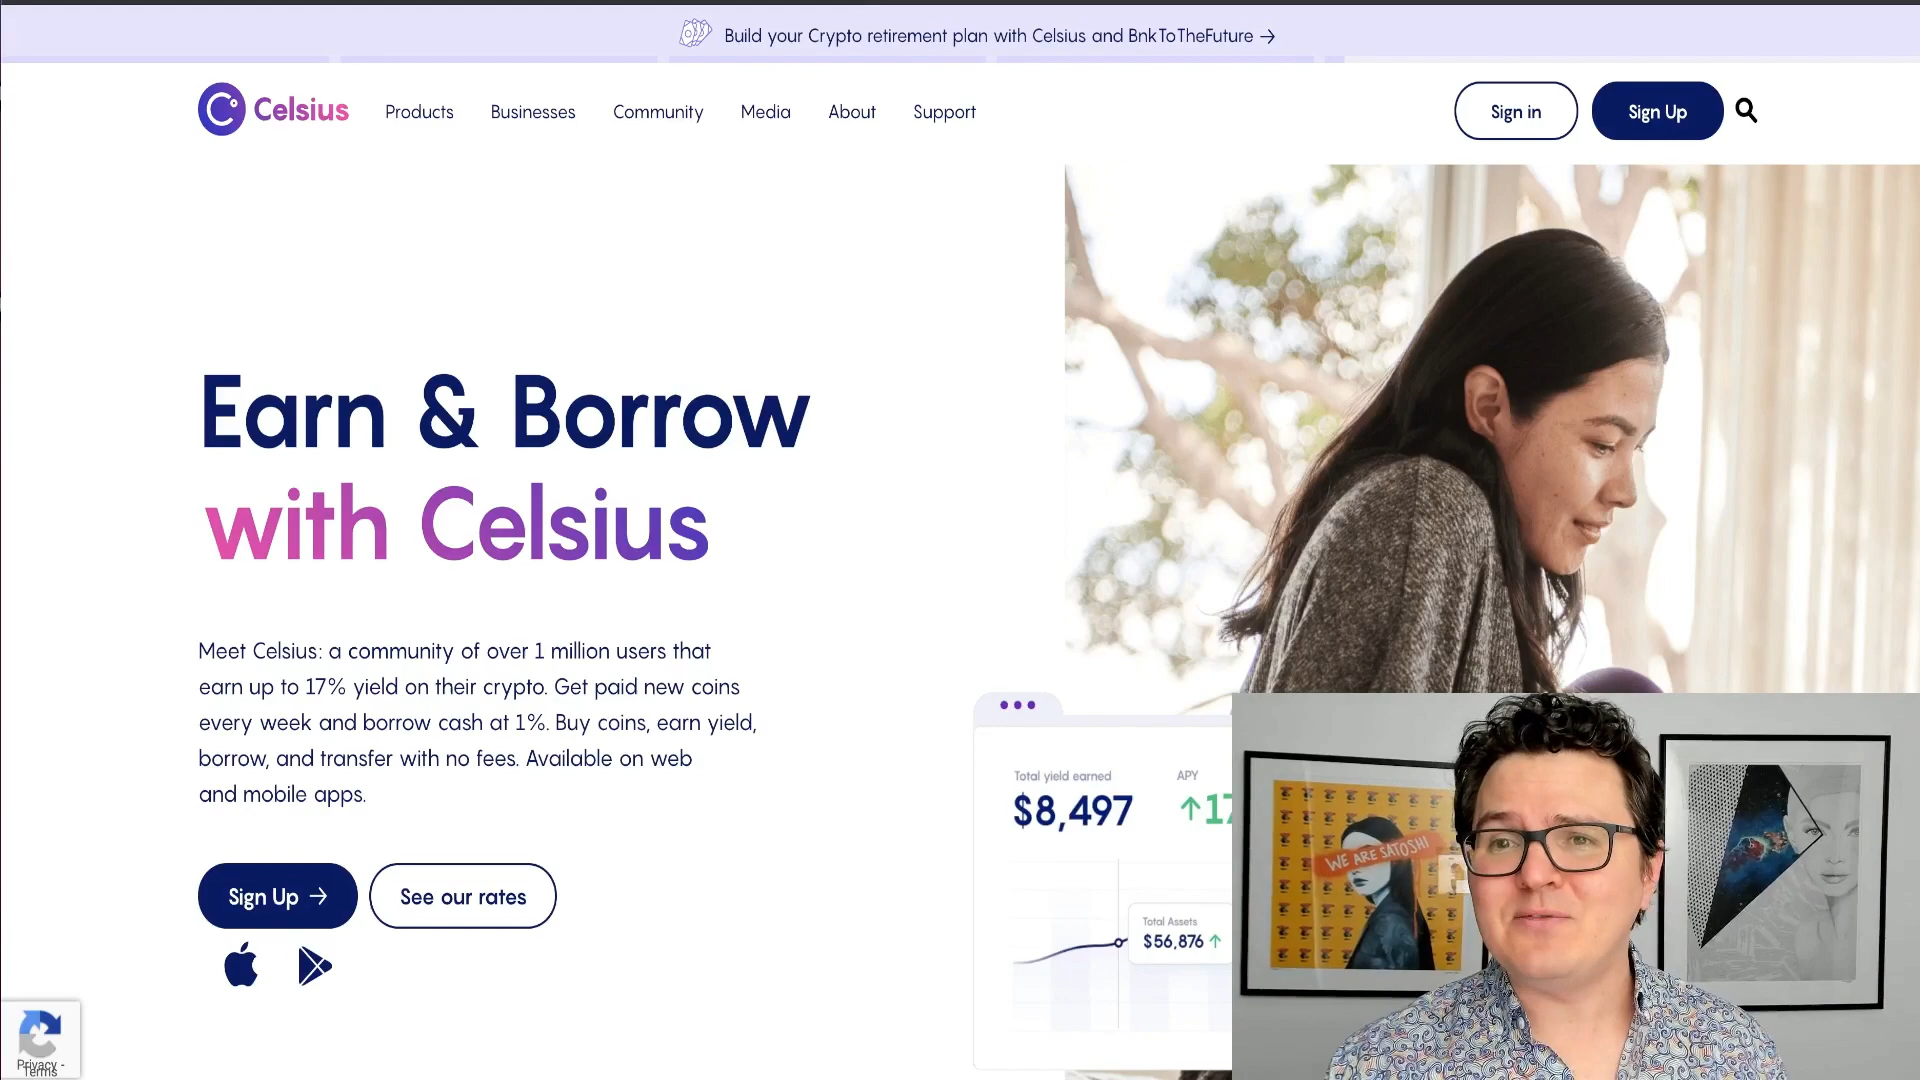 Build your Crypto retirement plan with Celsius and BnkToTheFuture →
Celsius
Products
Businesses
Community
Media
About
Support
Sign in
Sign Up
Earn & Borrow
with Celsius
Meet Celsius: a community of over 1 million users that
earn up to 17% yield on their crypto. Get paid new coins
every week and borrow cash at 1%. Buy coins, earn yield,
borrow, and transfer with no fees. Available on web
and mobile apps.
Sign Up →
See our rates
Total yield earned
APY
$8,497
↑17
Total Assets
$56,876 ↑
WE ARE SATOSHI
Privacy -
Terms